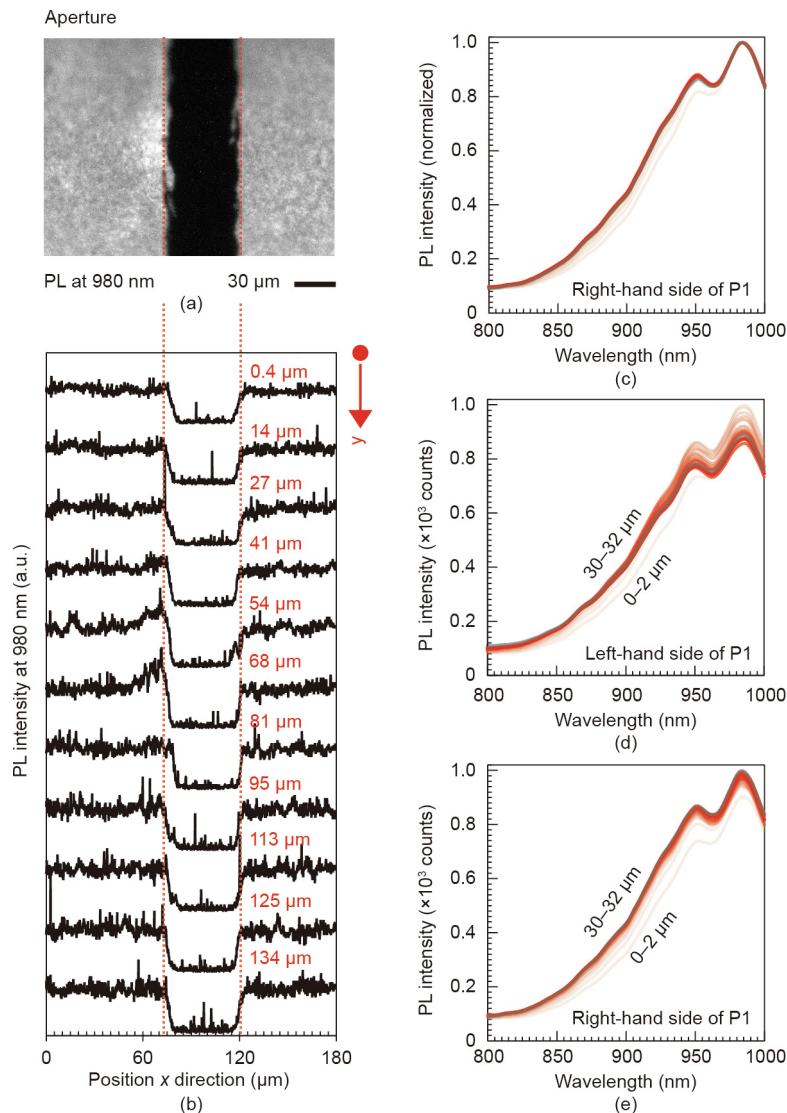 Aperture
PL at 980 nm
30 μm
(a)
PL intensity at 980 nm (a.u.)
0.4 μm
14 μm
27 μm
41 μm
54 μm
68 μm
81 μm
95 μm
113 μm
125 μm
134 μm
y
0
60
120
180
Position x direction (μm)
(b)
PL intensity (normalized)
1.0
0.8
0.6
0.4
0.2
0
Right-hand side of P1
800
850
900
950
1000
Wavelength (nm)
(c)
PL intensity (×10³ counts)
1.0
0.8
0.6
0.4
0.2
0
30–32 μm
0–2 μm
Left-hand side of P1
800
850
900
950
1000
Wavelength (nm)
(d)
PL intensity (×10³ counts)
1.0
0.8
0.6
0.4
0.2
0
30–32 μm
0–2 μm
Right-hand side of P1
800
850
900
950
1000
Wavelength (nm)
(e)